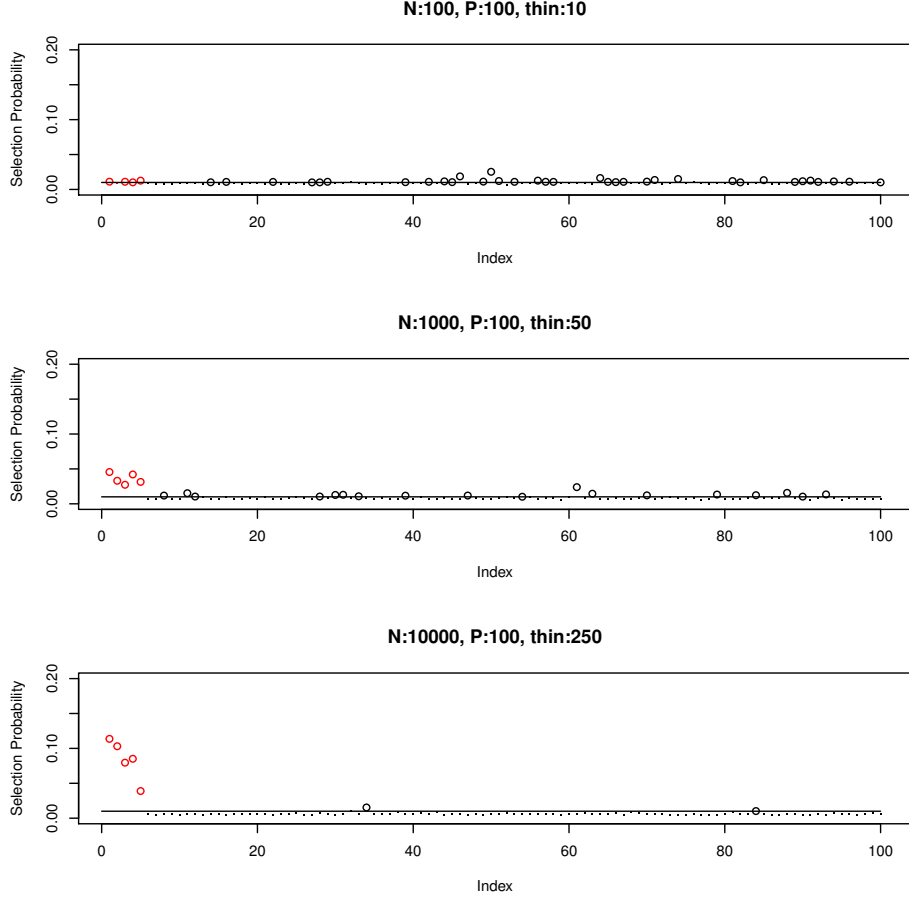 N:100, P:100, thin:10
Selection Probability
0.00 0.10 0.20
0 20 40 60 80 100
Index
N:1000, P:100, thin:50
Selection Probability
0.00 0.10 0.20
0 20 40 60 80 100
Index
N:10000, P:100, thin:250
Selection Probability
0.00 0.10 0.20
0 20 40 60 80 100
Index